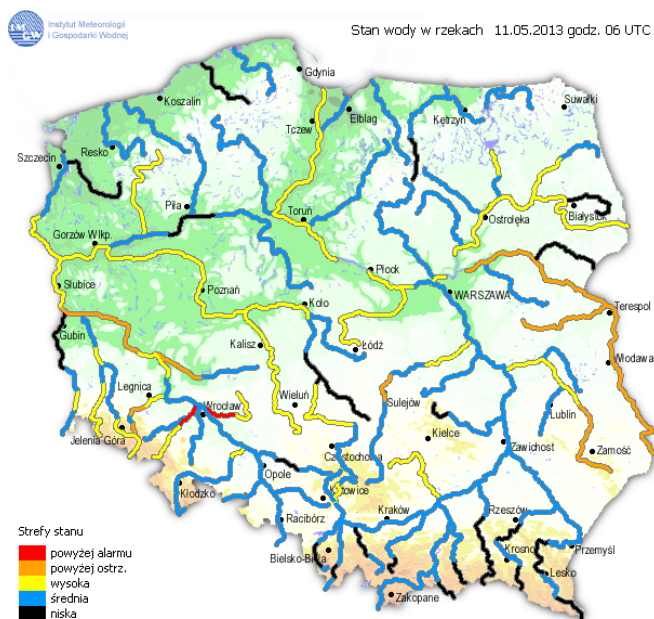 IMGW
Instytut Meteorologii
i Gospodarki Wodnej
Stan wody w rzekach 11.05.2013 godz. 06 UTC
Gdynia
Koszalin
Suwałki
Tczew
Elbląg
Kętrzyn
Szczecin
Resko
Piła
Toruń
Ostrołęka
Białystok
Gorzów Wlkp.
Płock
Słubice
Poznań
Koło
WARSZAWA
Terespol
Gubin
Kalisz
Łódź
Włodawa
Legnica
Wrocław
Wieluń
Sulejów
Lublin
Jelenia Góra
Częstochowa
Kielce
Zawichost
Zamość
Opole
Kłodzko
Katowice
Racibórz
Kraków
Rzeszów
Bielsko-Biała
Krosno
Przemyśl
Lesko
Zakopane
Strefy stanu
powyżej alarmu
powyżej ostrz.
wysoka
średnia
niska